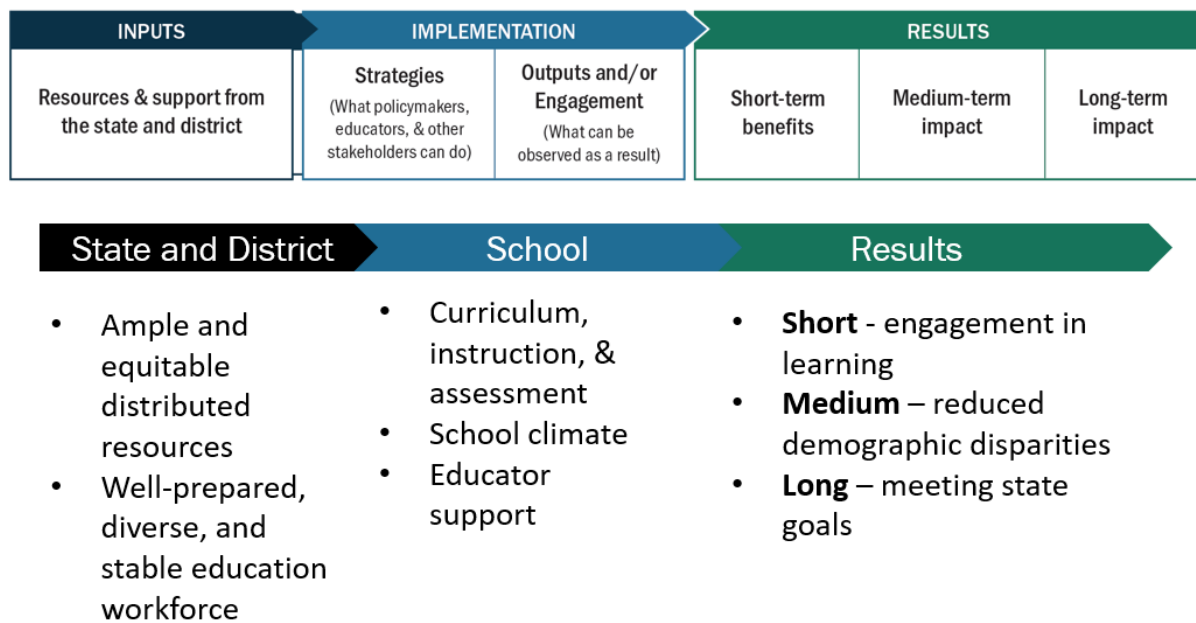 INPUTS
IMPLEMENTATION
RESULTS
Resources & support from
the state and district
Strategies
(What policymakers,
educators, & other
stakeholders can do)
Outputs and/or
Engagement
(What can be
observed as a result)
Short-term
benefits
Medium-term
impact
Long-term
impact
State and District
School
Results
• Ample and
equitable
distributed
resources
• Well-prepared,
diverse, and
stable education
workforce
• Curriculum,
instruction, &
assessment
• School climate
• Educator
support
• Short - engagement in
learning
• Medium – reduced
demographic disparities
• Long – meeting state
goals